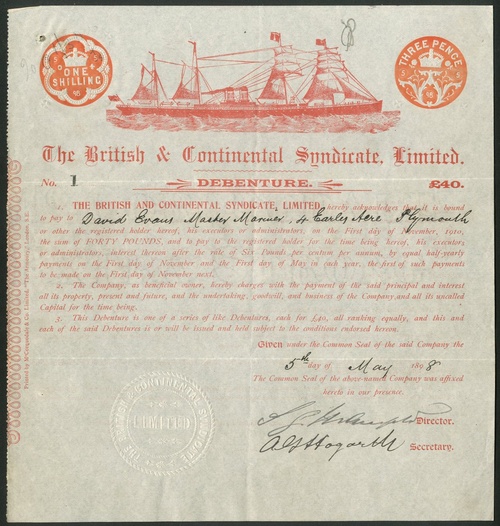 ONE SHILLING
THREE PENCE
The British & Continental Syndicate, Limited.
No. 1 DEBENTURE. £40.
1. THE BRITISH AND CONTINENTAL SYNDICATE, LIMITED, hereby acknowledges that it is bound
to pay to David Evans Master Mariner, 4 Earles Acre Plymouth
or other the registered holder hereof, his executors or administrators, on the First day of November, 1910,
the sum of FORTY POUNDS, and to pay to the registered holder for the time being hereof, his executors
or administrators, interest thereon after the rate of Six Pounds per centum per annum, by equal half-yearly
payments on the First day of November and the First day of May in each year, the first of such payments
to be made on the First day of November next.
2. The Company, as beneficial owner, hereby charges with the payment of the said principal and interest
all its property, present and future, and the undertaking, goodwill, and business of the Company, and all its uncalled
Capital for the time being.
3. This Debenture is one of a series of like Debentures, each for £40, all ranking equally, and this and
each of the said Debentures is or will be issued and held subject to the conditions endorsed hereon.
Given under the Common Seal of the said Company the
5th day of May 1898
The Common Seal of the above-named Company was affixed
hereto in our presence.
Director.
A G Hogarth Secretary.
THE BRITISH & CONTINENTAL SYNDICATE
LIMITED